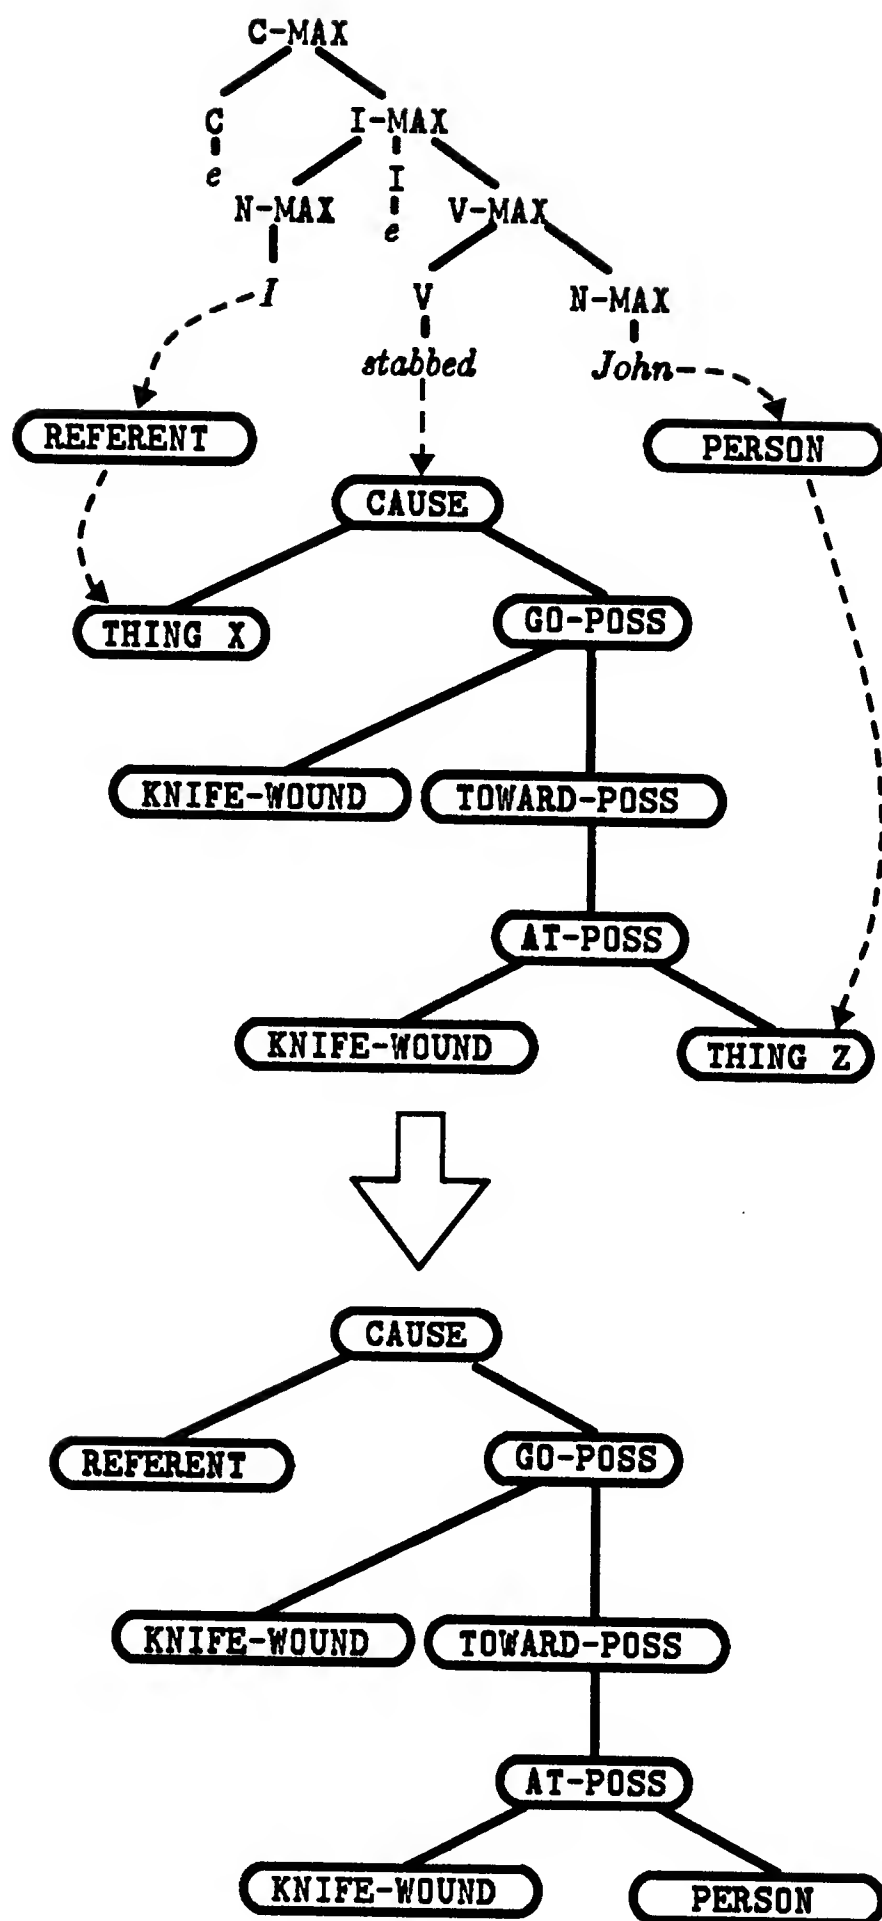 C-MAX
C I-MAX
e I
N-MAX e V-MAX
I V N-MAX
stabbed John
REFERENT PERSON
CAUSE
THING X GO-POSS
KNIFE-WOUND TOWARD-POSS
AT-POSS
KNIFE-WOUND THING Z
CAUSE
REFERENT GO-POSS
KNIFE-WOUND TOWARD-POSS
AT-POSS
KNIFE-WOUND PERSON